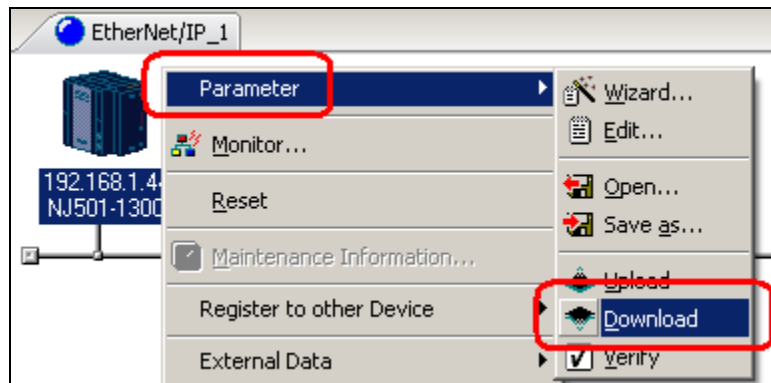 EtherNet/IP_1
Parameter
Monitor...
192.168.1.4
NJ501-1300
Reset
Maintenance Information...
Register to other Device
External Data
Wizard...
Edit...
Open...
Save as...
Upload
Download
Verify